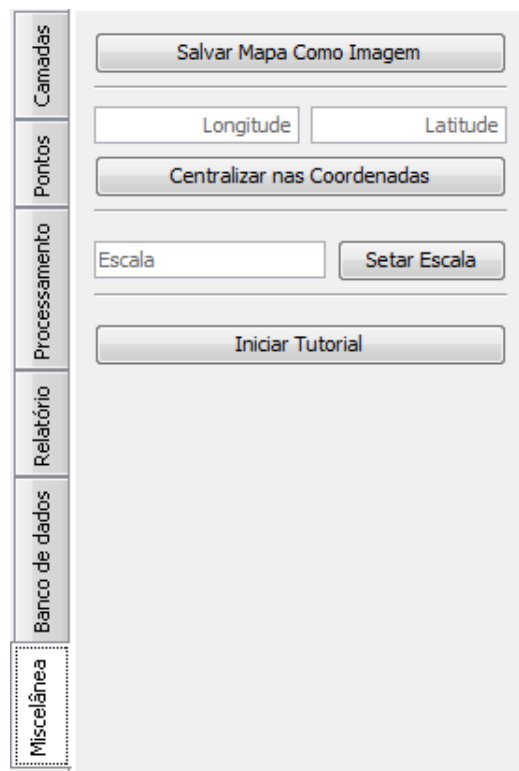 Camadas
Pontos
Processamento
Relatório
Banco de dados
Miscelânea
Salvar Mapa Como Imagem
Longitude Latitude
Centralizar nas Coordenadas
Escala Setar Escala
Iniciar Tutorial